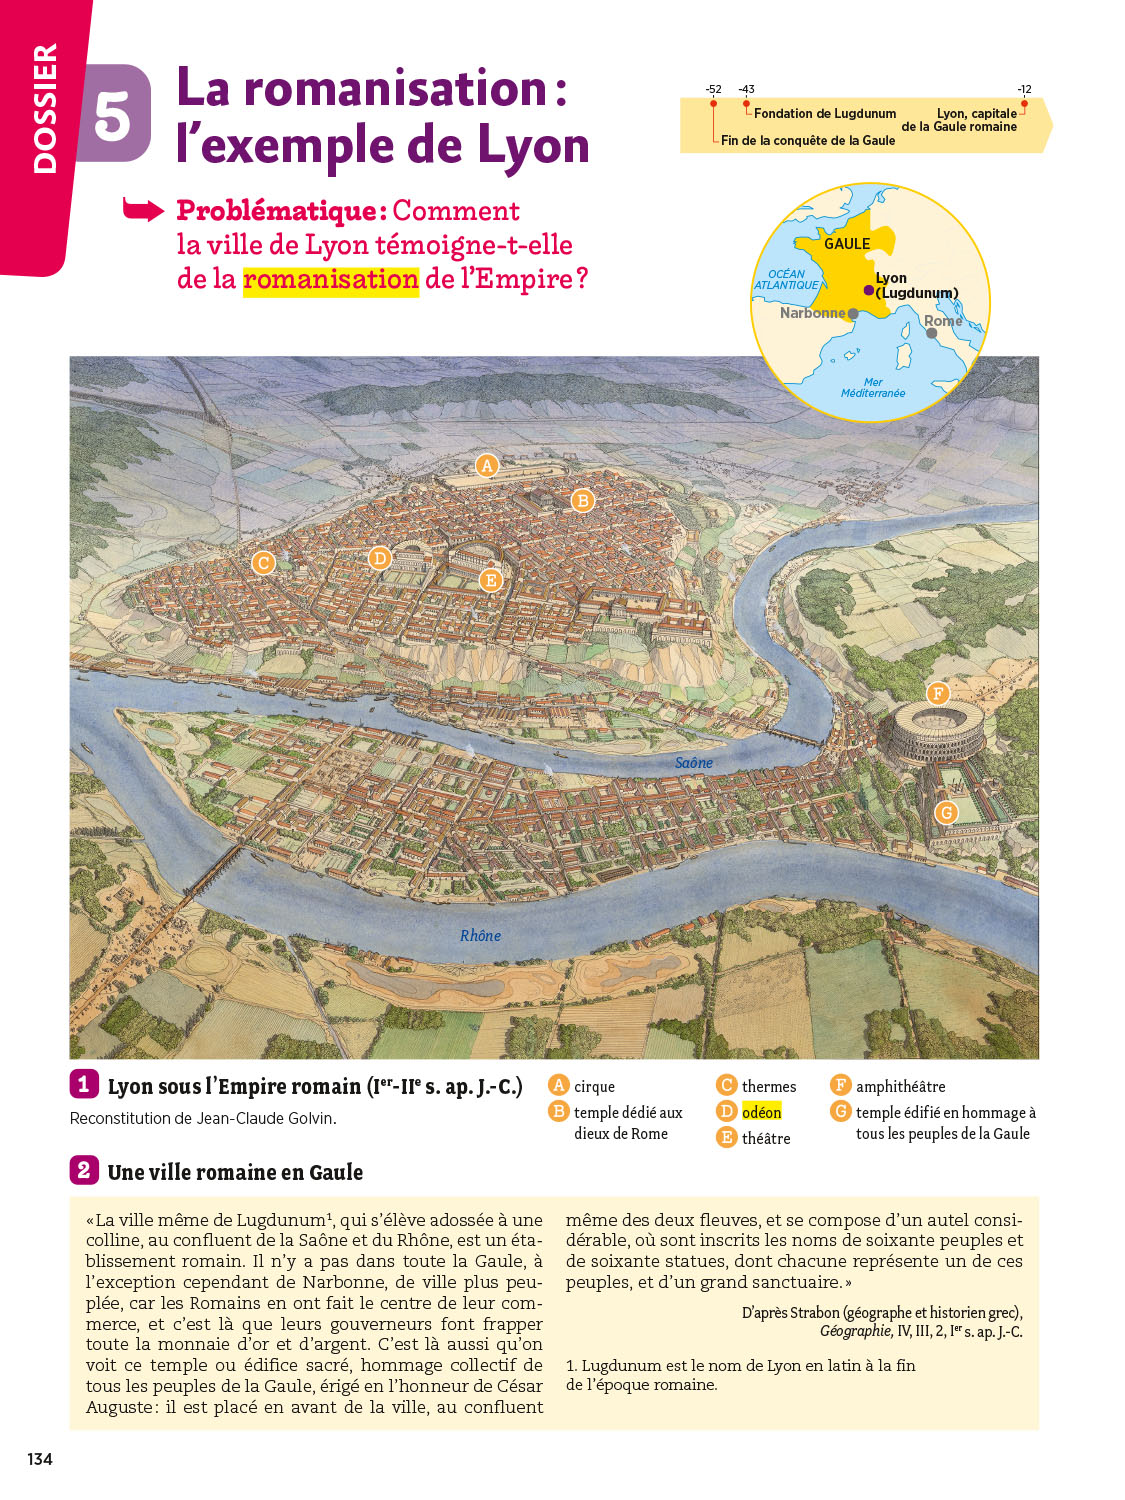 DOSSIER
5
La romanisation :
l'exemple de Lyon
Problématique : Comment
la ville de Lyon témoigne-t-elle
de la romanisation de l'Empire ?
-52
-43
-12
Fondation de Lugdunum
Lyon, capitale
de la Gaule romaine
Fin de la conquête de la Gaule
GAULE
OCÉAN
ATLANTIQUE
Lyon
(Lugdunum)
Narbonne
Rome
Mer
Méditerranée
A
B
C
D
E
F
G
Saône
Rhône
1 Lyon sous l'Empire romain (Ier-IIe s. ap. J.-C.)
Reconstitution de Jean-Claude Golvin.
A cirque
B temple dédié aux
dieux de Rome
C thermes
D odéon
E théâtre
F amphithéâtre
G temple édifié en hommage à
tous les peuples de la Gaule
2 Une ville romaine en Gaule
« La ville même de Lugdunum¹, qui s'élève adossée à une
colline, au confluent de la Saône et du Rhône, est un éta-
blissement romain. Il n'y a pas dans toute la Gaule, à
l'exception cependant de Narbonne, de ville plus peu-
plée, car les Romains en ont fait le centre de leur com-
merce, et c'est là que leurs gouverneurs font frapper
toute la monnaie d'or et d'argent. C'est là aussi qu'on
voit ce temple ou édifice sacré, hommage collectif de
tous les peuples de la Gaule, érigé en l'honneur de César
Auguste : il est placé en avant de la ville, au confluent
même des deux fleuves, et se compose d'un autel consi-
dérable, où sont inscrits les noms de soixante peuples et
de soixante statues, dont chacune représente un de ces
peuples, et d'un grand sanctuaire. »
D'après Strabon (géographe et historien grec),
Géographie, IV, III, 2, Ier s. ap. J.-C.
1. Lugdunum est le nom de Lyon en latin à la fin
de l'époque romaine.
134